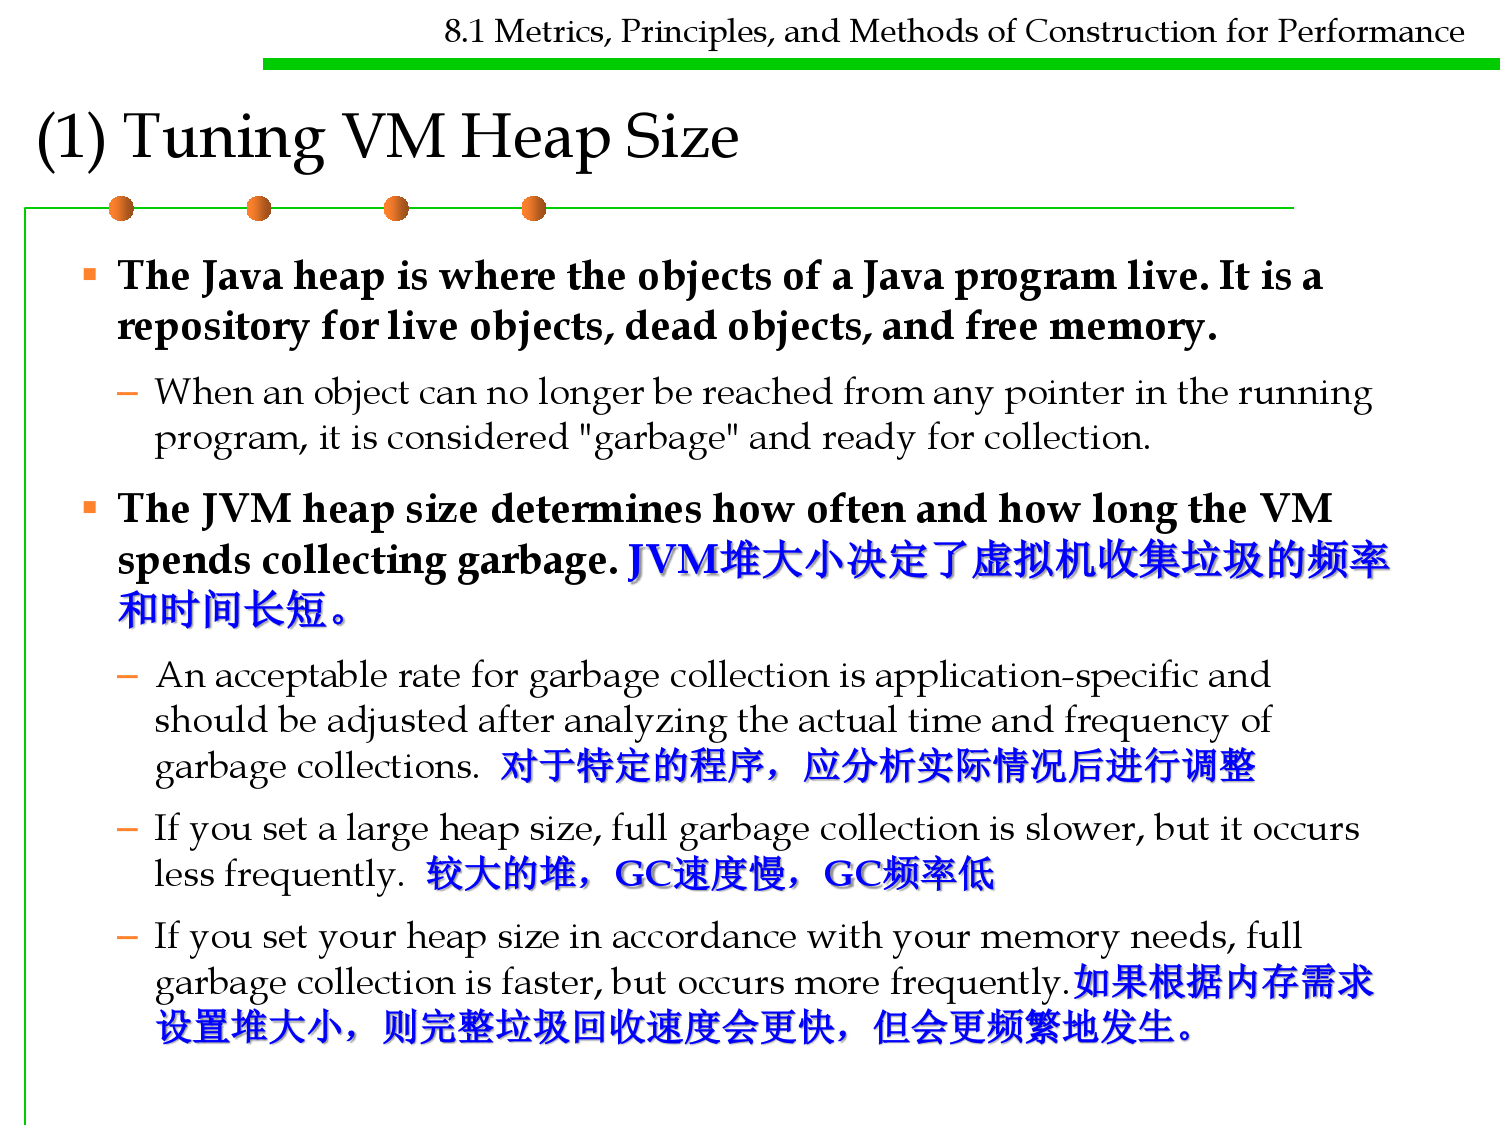 8.1 Metrics, Principles, and Methods of Construction for Performance
(1) Tuning VM Heap Size
▪ The Java heap is where the objects of a Java program live. It is a
repository for live objects, dead objects, and free memory.
– When an object can no longer be reached from any pointer in the running
program, it is considered "garbage" and ready for collection.
▪ The JVM heap size determines how often and how long the VM
spends collecting garbage. JVM堆大小决定了虚拟机收集垃圾的频率
和时间长短。
– An acceptable rate for garbage collection is application-specific and
should be adjusted after analyzing the actual time and frequency of
garbage collections. 对于特定的程序，应分析实际情况后进行调整
– If you set a large heap size, full garbage collection is slower, but it occurs
less frequently. 较大的堆，GC速度慢，GC频率低
– If you set your heap size in accordance with your memory needs, full
garbage collection is faster, but occurs more frequently.如果根据内存需求
设置堆大小，则完整垃圾回收速度会更快，但会更频繁地发生。